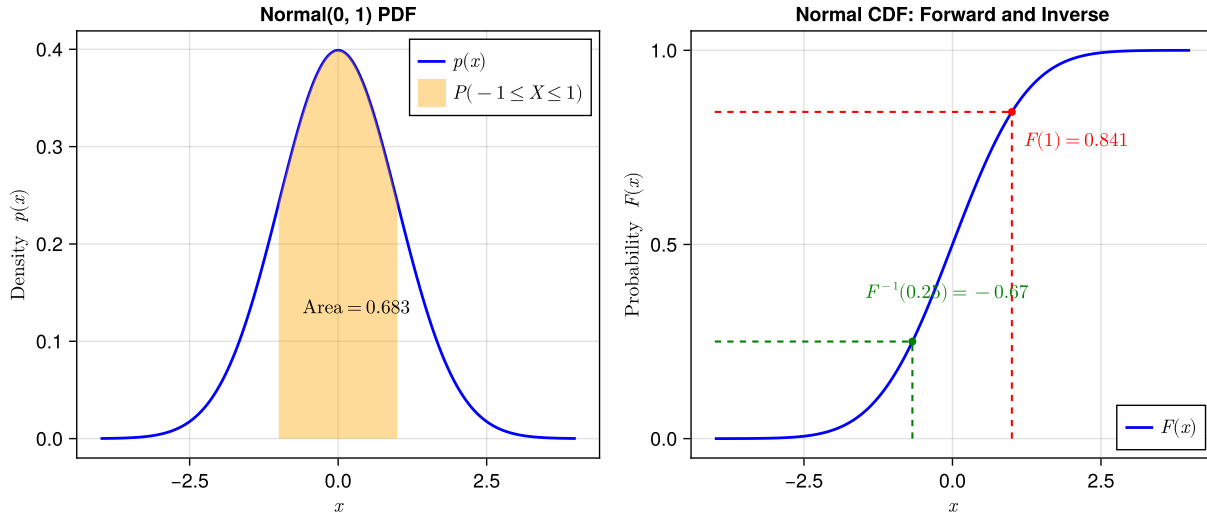 Normal(0, 1) PDF
0.4
0.3
0.2
0.1
0.0
Density p(x)
p(x)
P(−1 ≤ X ≤ 1)
Area = 0.683
−2.5
0.0
2.5
x
Normal CDF: Forward and Inverse
1.0
0.5
0.0
Probability F(x)
F(1) = 0.841
F⁻¹(0.25) = −0.67
F(x)
−2.5
0.0
2.5
x